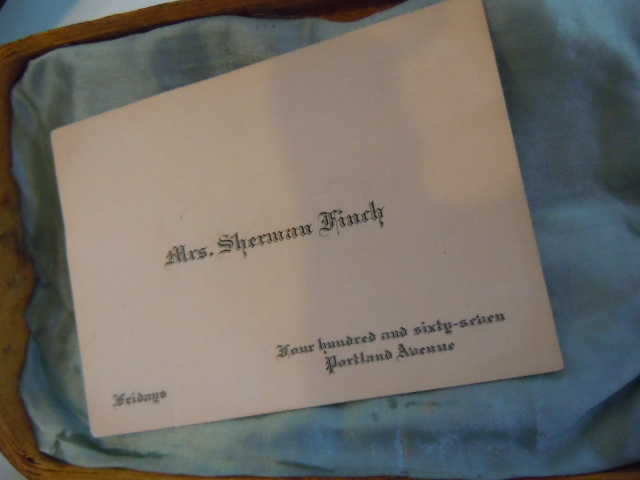 Mrs. Sherman Finch
Four hundred and sixty-seven
Portland Avenue
Fridays